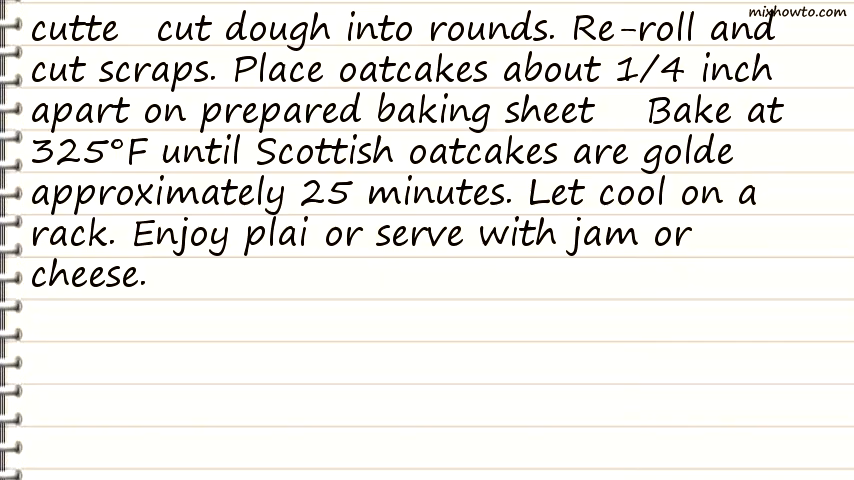 mixhowto.com
cutte cut dough into rounds. Re-roll and
cut scraps. Place oatcakes about 1/4 inch
apart on prepared baking sheet Bake at
325°F until Scottish oatcakes are golde
approximately 25 minutes. Let cool on a
rack. Enjoy plai or serve with jam or
cheese.